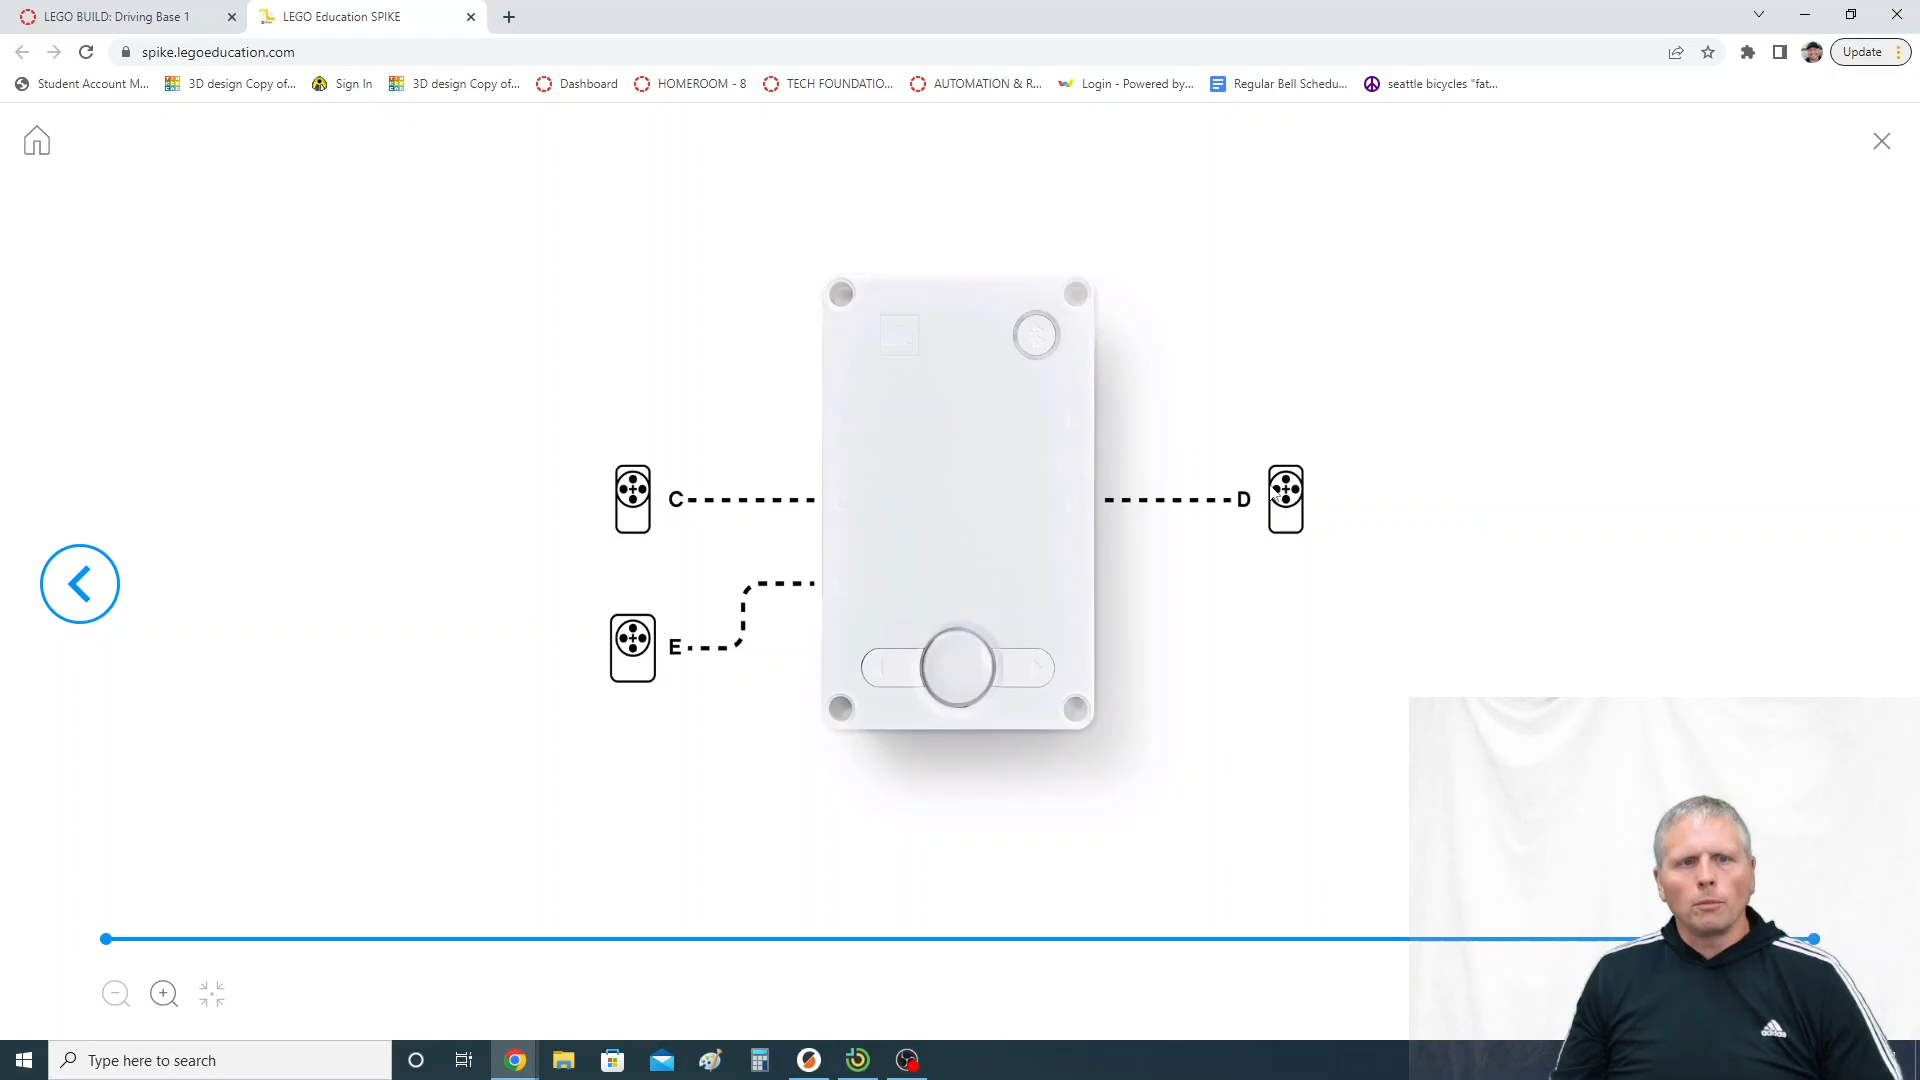 LEGO BUILD: Driving Base 1
LEGO Education SPIKE
spike.legoeducation.com
Update
Student Account M...
3D design Copy of...
Sign In
3D design Copy of...
Dashboard
HOMEROOM - 8
TECH FOUNDATIO...
AUTOMATION & R...
Login - Powered by...
Regular Bell Schedu...
seattle bicycles "fat...
C
D
E
adidas
Type here to search